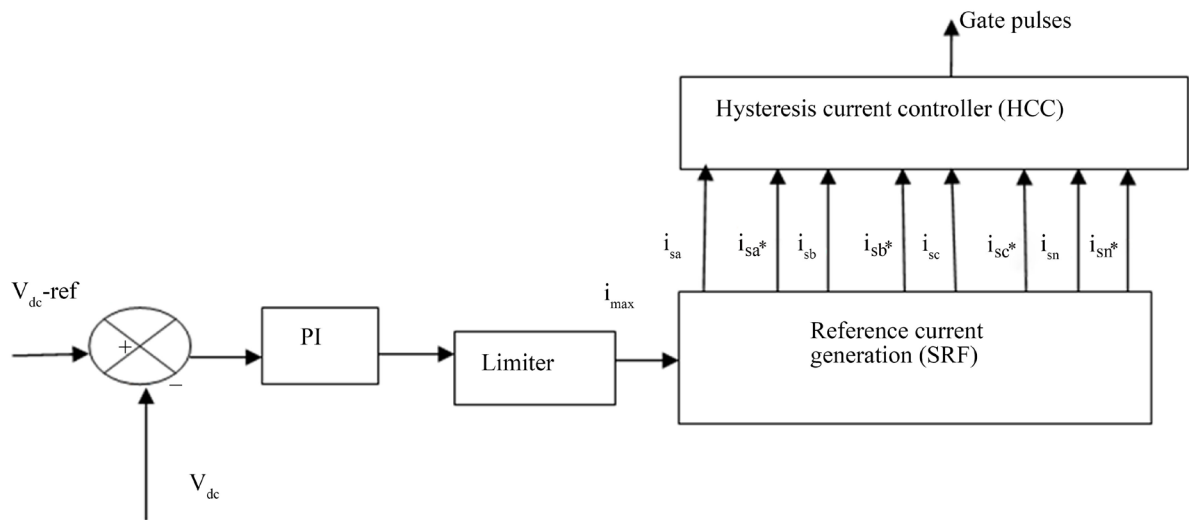 Gate pulses
Hysteresis current controller (HCC)
i_sa i_sa* i_sb i_sb* i_sc i_sc* i_sn i_sn*
V_dc-ref
i_max
+
−
PI
Limiter
Reference current
generation (SRF)
V_dc